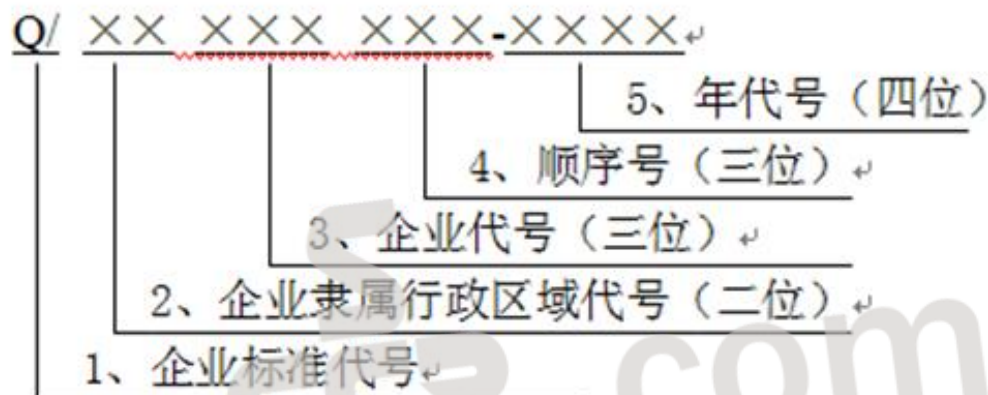 Q/ ×× ××× ×××-××××
5、年代号（四位）
4、顺序号（三位）
3、企业代号（三位）
2、企业隶属行政区域代号（二位）
1、企业标准代号
.com